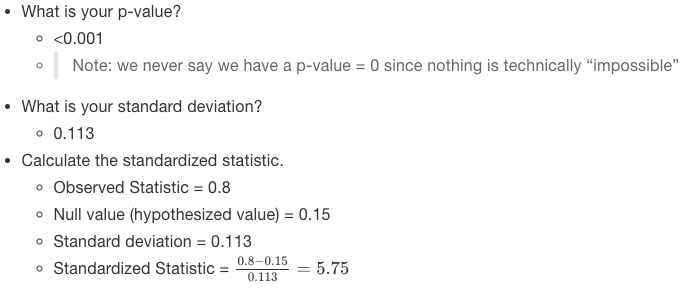 What is your p-value?
<0.001
Note: we never say we have a p-value = 0 since nothing is technically “impossible”
What is your standard deviation?
0.113
Calculate the standardized statistic.
Observed Statistic = 0.8
Null value (hypothesized value) = 0.15
Standard deviation = 0.113
Standardized Statistic = \frac{0.8-0.15}{0.113} = 5.75